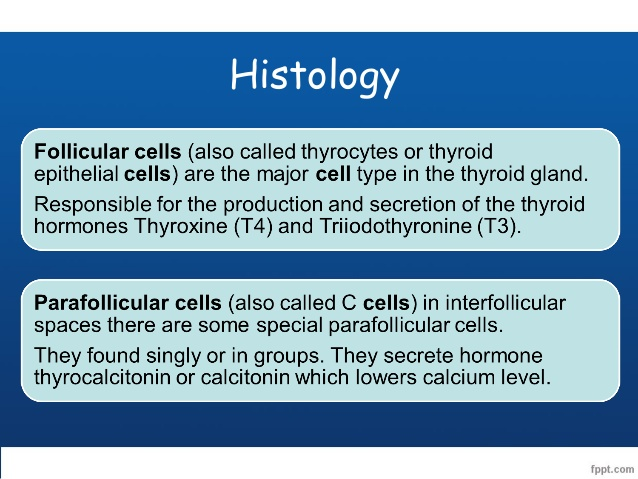 Histology
Follicular cells (also called thyrocytes or thyroid
epithelial cells) are the major cell type in the thyroid gland.
Responsible for the production and secretion of the thyroid
hormones Thyroxine (T4) and Triiodothyronine (T3).
Parafollicular cells (also called C cells) in interfollicular
spaces there are some special parafollicular cells.
They found singly or in groups. They secrete hormone
thyrocalcitonin or calcitonin which lowers calcium level.
fppt.com